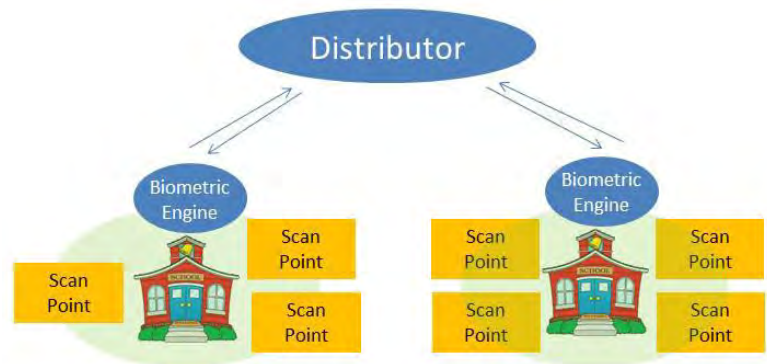 Distributor
Biometric
Engine
Biometric
Engine
Scan
Point
SCHOOL
Scan
Point
Scan
Point
Scan
Point
SCHOOL
Scan
Point
Scan
Point
Scan
Point